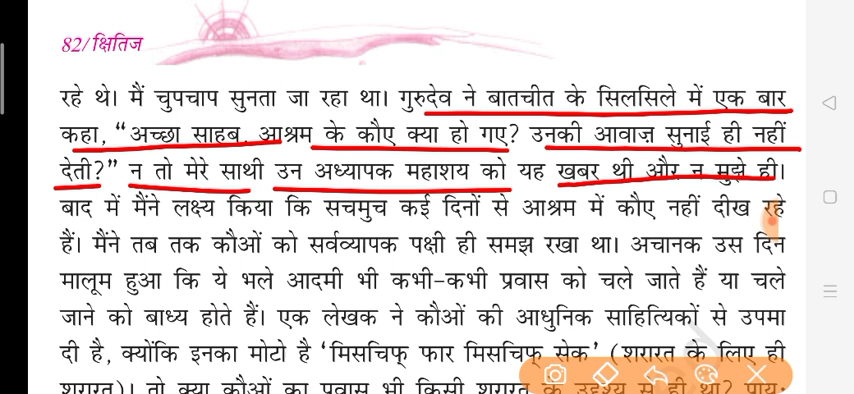 82/क्षितिज
रहे थे। मैं चुपचाप सुनता जा रहा था। गुरुदेव ने बातचीत के सिलसिले में एक बार
कहा, “अच्छा साहब, आश्रम के कौए क्या हो गए? उनकी आवाज़ सुनाई ही नहीं
देती?” न तो मेरे साथी उन अध्यापक महाशय को यह खबर थी और न मुझे ही।
बाद में मैंने लक्ष्य किया कि सचमुच कई दिनों से आश्रम में कौए नहीं दीख रहे
हैं। मैंने तब तक कौओं को सर्वव्यापक पक्षी ही समझ रखा था। अचानक उस दिन
मालूम हुआ कि ये भले आदमी भी कभी-कभी प्रवास को चले जाते हैं या चले
जाने को बाध्य होते हैं। एक लेखक ने कौओं की आधुनिक साहित्यिकों से उपमा
दी है, क्योंकि इनका मोटो है ‘मिसचिफ़ फार मिसचिफ़ सेक’ (शरारत के लिए ही
शरारत)। तो क्या कौओं का प्रवास भी किसी शरारत के उद्देश्य से ही था? प्राय: